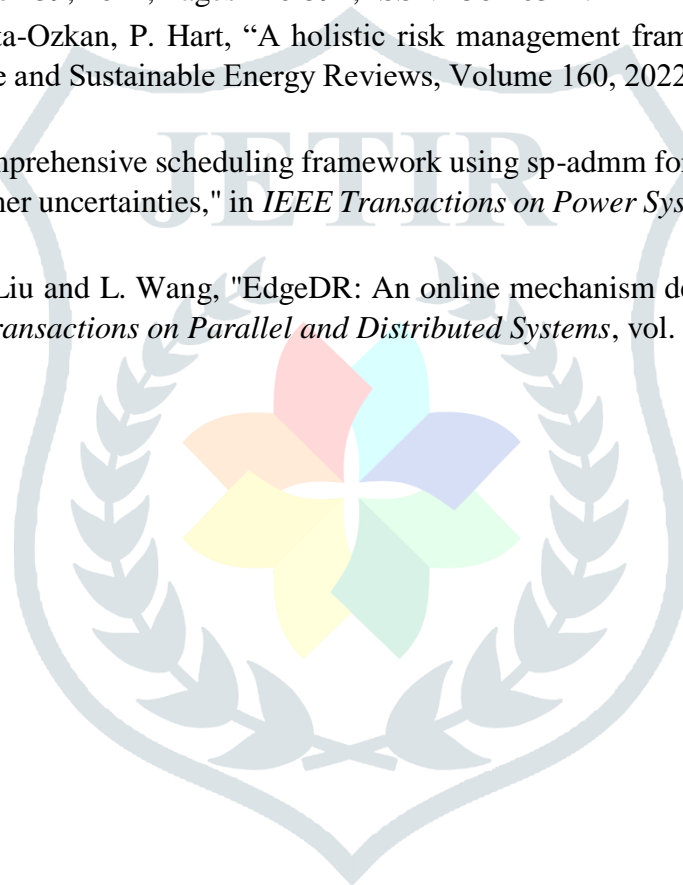 ta-Ozkan, P. Hart, “A holistic risk management fram
e and Sustainable Energy Reviews, Volume 160, 2022
JETIR
mprehensive scheduling framework using sp-admm for
her uncertainties," in IEEE Transactions on Power Sys
Liu and L. Wang, "EdgeDR: An online mechanism de
ransactions on Parallel and Distributed Systems, vol.